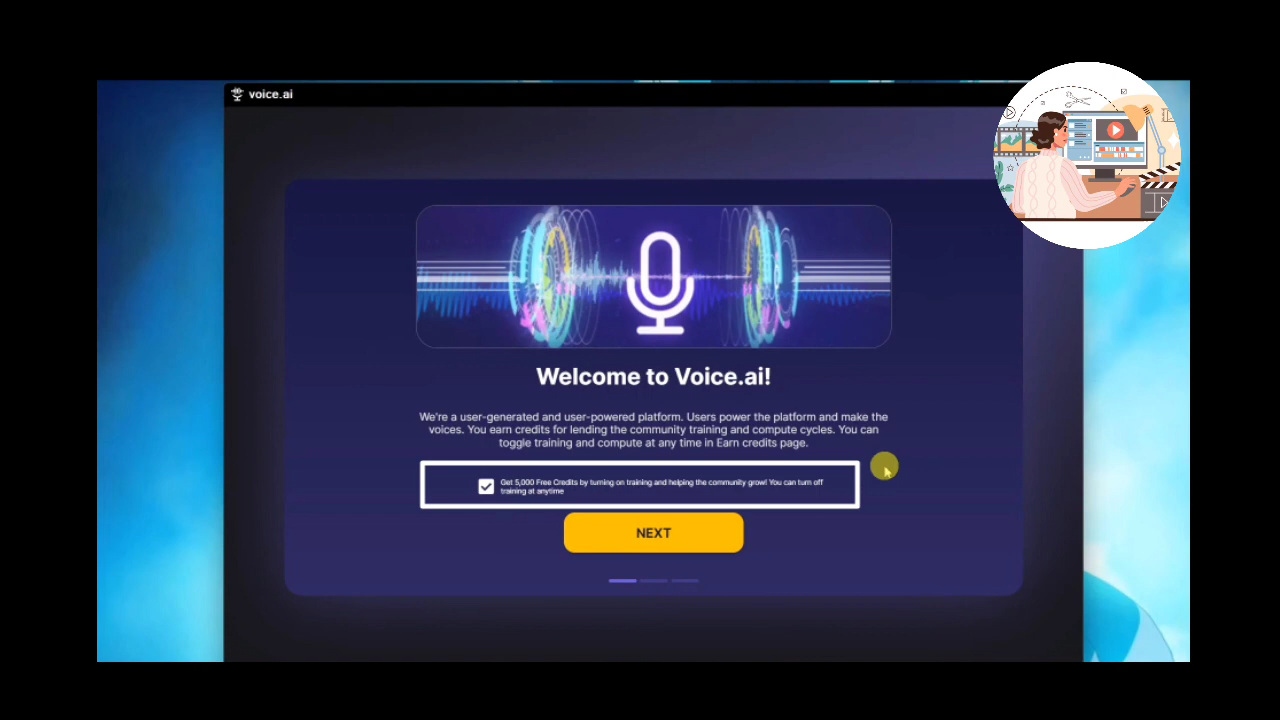 voice.ai
Welcome to Voice.ai!
We're a user-generated and user-powered platform. Users power the platform and make the
voices. You earn credits for lending the community training and compute cycles. You can
toggle training and compute at any time in Earn credits page.
Get 5,000 Free Credits by turning on training and helping the community grow! You can turn off
training at anytime
NEXT